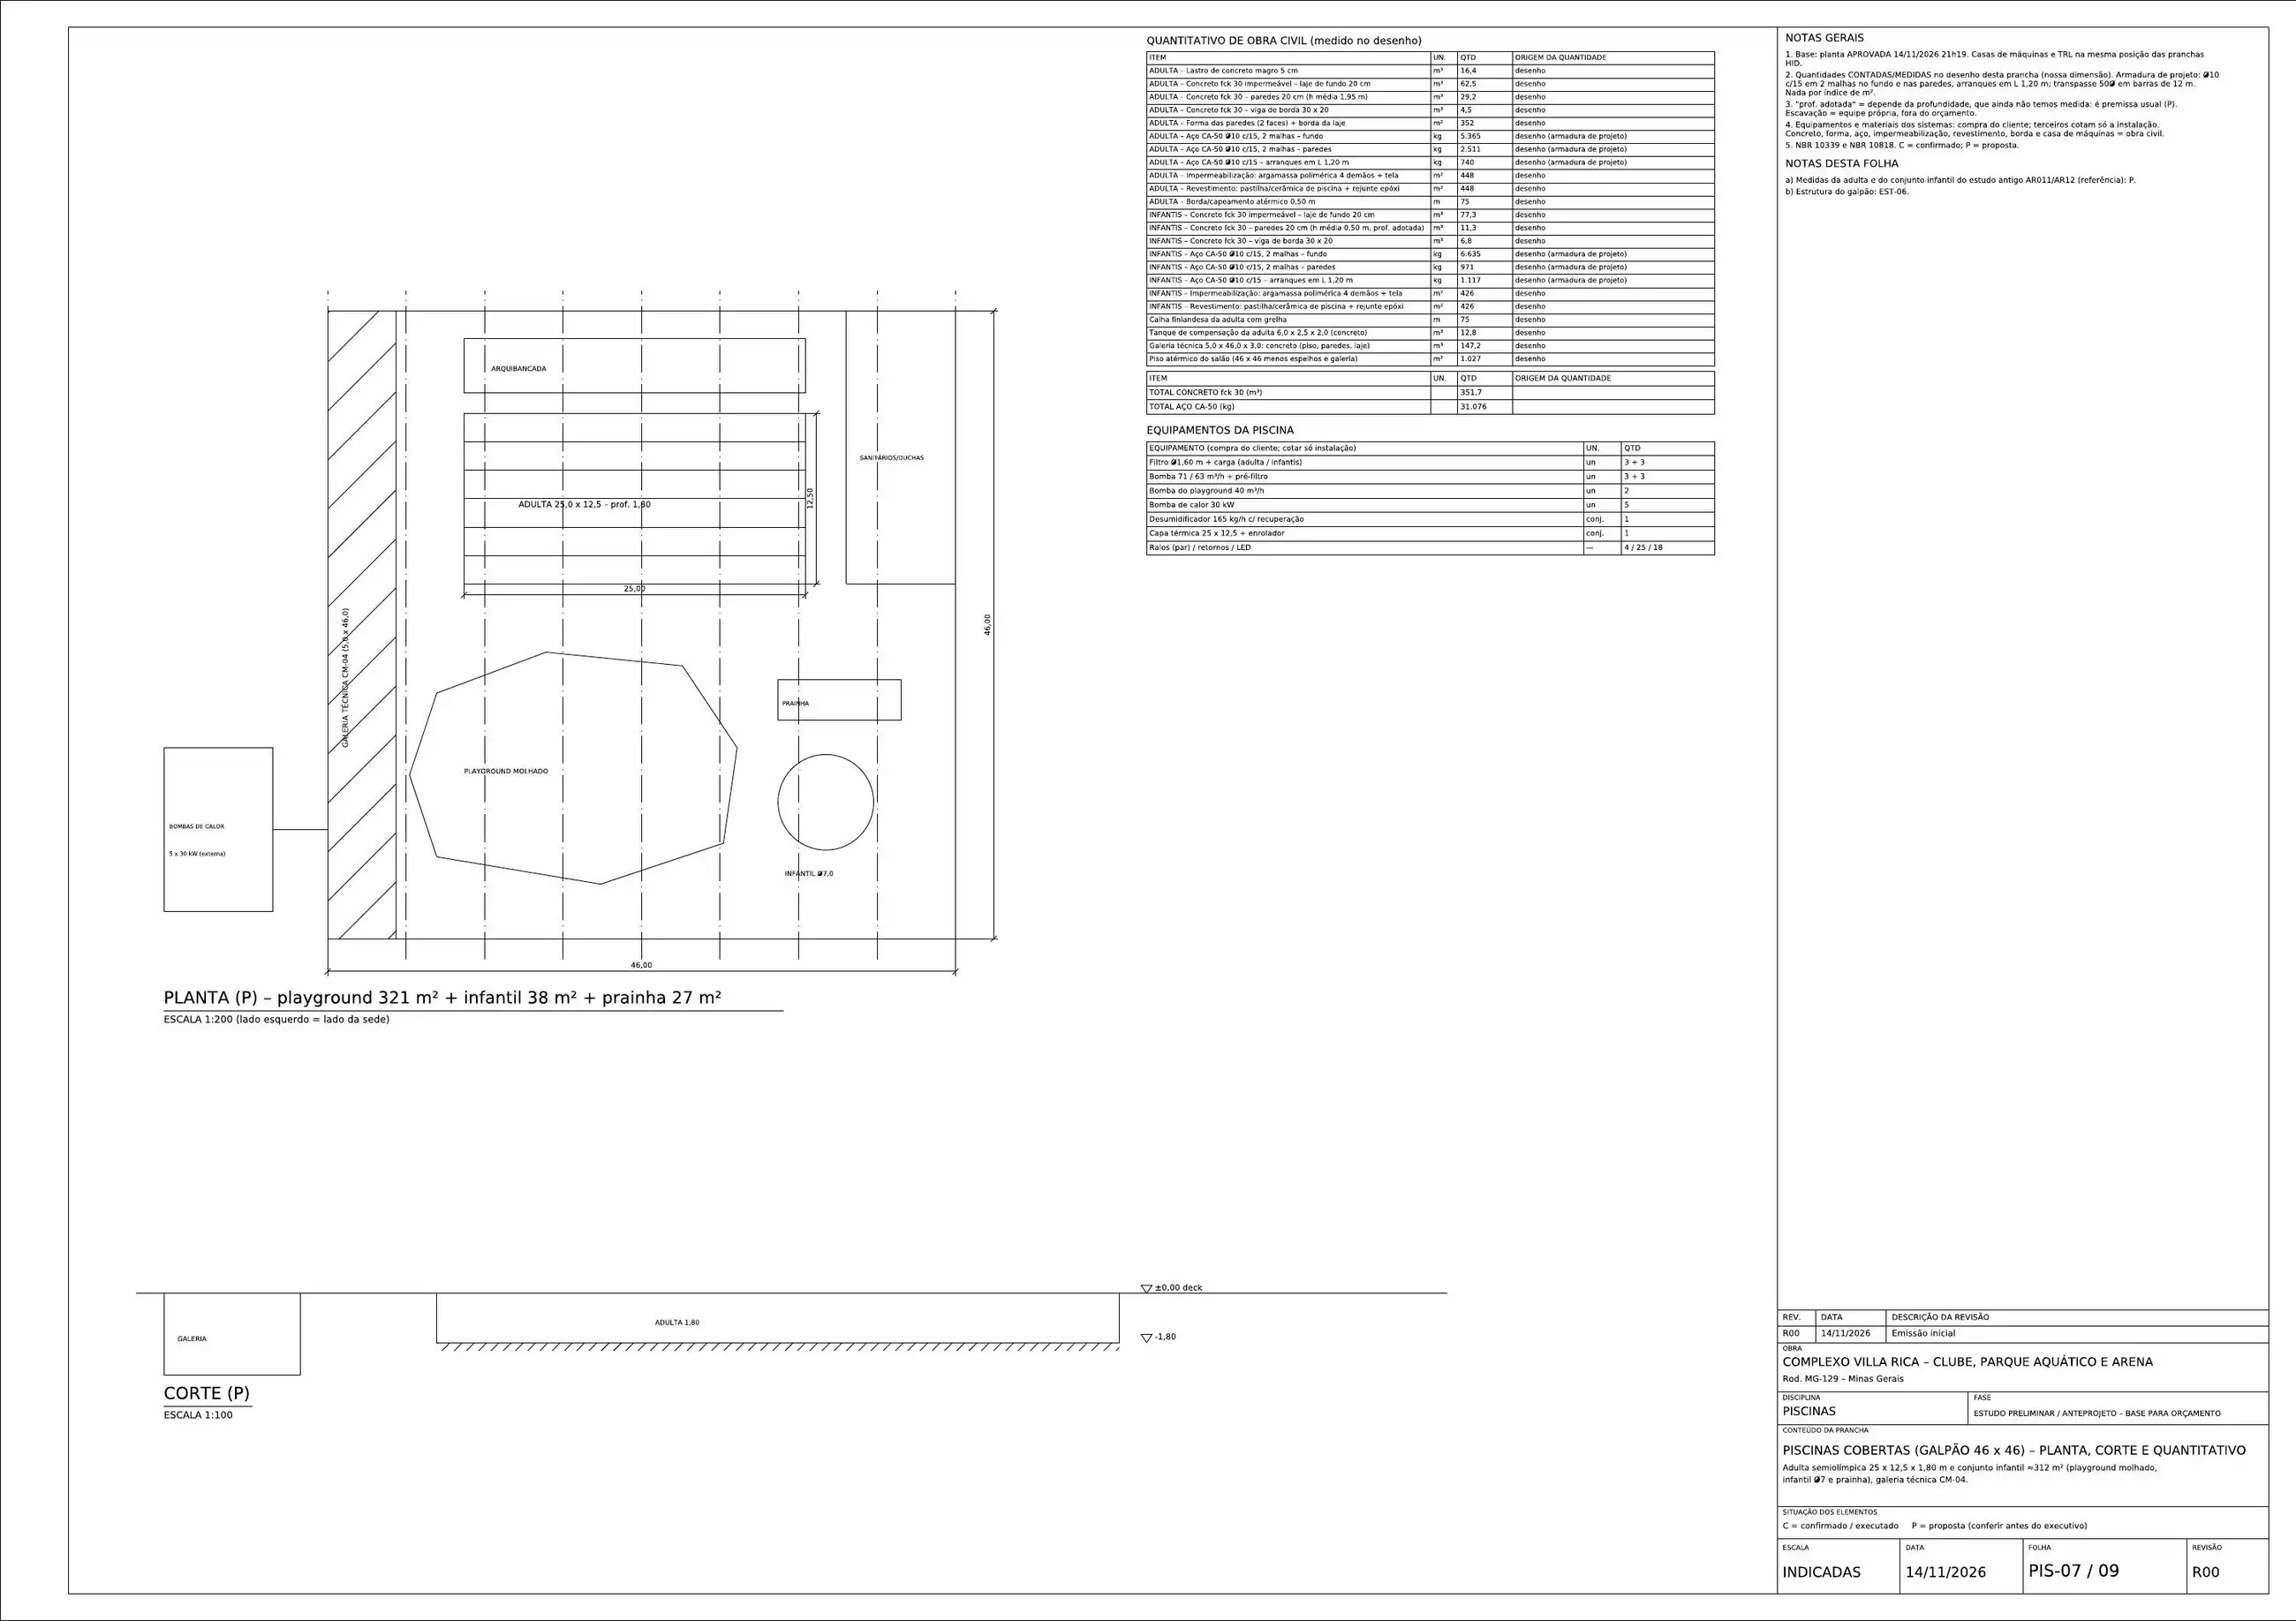 QUANTITATIVO DE OBRA CIVIL (medido no desenho)
ITEM UN. QTD ORIGEM DA QUANTIDADE
ADULTA – Lastro de concreto magro 5 cm m³ 16,4 desenho
ADULTA – Concreto fck 30 impermeável – laje de fundo 20 cm m³ 62,5 desenho
ADULTA – Concreto fck 30 – paredes 20 cm (h média 1,95 m) m³ 29,2 desenho
ADULTA – Concreto fck 30 – viga de borda 30 x 20 m³ 4,5 desenho
ADULTA – Forma das paredes (2 faces) + borda da laje m² 352 desenho
ADULTA – Aço CA-50 Ø10 c/15, 2 malhas – fundo kg 5.365 desenho (armadura de projeto)
ADULTA – Aço CA-50 Ø10 c/15, 2 malhas – paredes kg 2.511 desenho (armadura de projeto)
ADULTA – Aço CA-50 Ø10 c/15 – arranques em L 1,20 m kg 740 desenho (armadura de projeto)
ADULTA – Impermeabilização: argamassa polimérica 4 demãos + tela m² 448 desenho
ADULTA – Revestimento: pastilha/cerâmica de piscina + rejunte epóxi m² 448 desenho
ADULTA – Borda/capeamento atérmico 0,50 m m 75 desenho
INFANTIS – Concreto fck 30 impermeável – laje de fundo 20 cm m³ 77,3 desenho
INFANTIS – Concreto fck 30 – paredes 20 cm (h média 0,50 m, prof. adotada) m³ 11,3 desenho
INFANTIS – Concreto fck 30 – viga de borda 30 x 20 m³ 6,8 desenho
INFANTIS – Aço CA-50 Ø10 c/15, 2 malhas – fundo kg 6.635 desenho (armadura de projeto)
INFANTIS – Aço CA-50 Ø10 c/15, 2 malhas – paredes kg 971 desenho (armadura de projeto)
INFANTIS – Aço CA-50 Ø10 c/15 – arranques em L 1,20 m kg 1.117 desenho (armadura de projeto)
INFANTIS – Impermeabilização: argamassa polimérica 4 demãos + tela m² 426 desenho
INFANTIS – Revestimento: pastilha/cerâmica de piscina + rejunte epóxi m² 426 desenho
Calha finlandesa da adulta com grelha m 75 desenho
Tanque de compensação da adulta 6,0 x 2,5 x 2,0 (concreto) m³ 12,8 desenho
Galeria técnica 5,0 x 46,0 x 3,0: concreto (piso, paredes, laje) m³ 147,2 desenho
Piso atérmico do salão (46 x 46 menos espelhos e galeria) m² 1.027 desenho
ITEM UN. QTD ORIGEM DA QUANTIDADE
TOTAL CONCRETO fck 30 (m³) 351,7
TOTAL AÇO CA-50 (kg) 31.076
EQUIPAMENTOS DA PISCINA
EQUIPAMENTO (compra do cliente; cotar só instalação) UN. QTD
Filtro Ø1,60 m + carga (adulta / infantis) un 3 + 3
Bomba 71 / 63 m³/h + pré-filtro un 3 + 3
Bomba do playground 40 m³/h un 2
Bomba de calor 30 kW un 5
Desumidificador 165 kg/h c/ recuperação conj. 1
Capa térmica 25 x 12,5 + enrolador conj. 1
Ralos (par) / retornos / LED — 4 / 25 / 18
ARQUIBANCADA
SANITÁRIOS/DUCHAS
ADULTA 25,0 x 12,5 – prof. 1,80
12,50
25,00
46,00
GALERIA TÉCNICA CM-04 (5,0 x 46,0)
PRAINHA
PLAYGROUND MOLHADO
BOMBAS DE CALOR
5 x 30 kW (externa)
INFANTIL Ø7,0
46,00
PLANTA (P) – playground 321 m² + infantil 38 m² + prainha 27 m²
ESCALA 1:200 (lado esquerdo = lado da sede)
±0,00 deck
ADULTA 1,80
GALERIA
-1,80
CORTE (P)
ESCALA 1:100
NOTAS GERAIS
1. Base: planta APROVADA 14/11/2026 21h19. Casas de máquinas e TRL na mesma posição das pranchas
HID.
2. Quantidades CONTADAS/MEDIDAS no desenho desta prancha (nossa dimensão). Armadura de projeto: Ø10
c/15 em 2 malhas no fundo e nas paredes, arranques em L 1,20 m; transpasse 50Ø em barras de 12 m.
Nada por índice de m².
3. "prof. adotada" = depende da profundidade, que ainda não temos medida: é premissa usual (P).
Escavação = equipe própria, fora do orçamento.
4. Equipamentos e materiais dos sistemas: compra do cliente; terceiros cotam só a instalação.
Concreto, forma, aço, impermeabilização, revestimento, borda e casa de máquinas = obra civil.
5. NBR 10339 e NBR 10818. C = confirmado; P = proposta.
NOTAS DESTA FOLHA
a) Medidas da adulta e do conjunto infantil do estudo antigo AR011/AR12 (referência): P.
b) Estrutura do galpão: EST-06.
REV. DATA DESCRIÇÃO DA REVISÃO
R00 14/11/2026 Emissão inicial
OBRA
COMPLEXO VILLA RICA – CLUBE, PARQUE AQUÁTICO E ARENA
Rod. MG-129 – Minas Gerais
DISCIPLINA FASE
PISCINAS ESTUDO PRELIMINAR / ANTEPROJETO – BASE PARA ORÇAMENTO
CONTEÚDO DA PRANCHA
PISCINAS COBERTAS (GALPÃO 46 x 46) – PLANTA, CORTE E QUANTITATIVO
Adulta semiolímpica 25 x 12,5 x 1,80 m e conjunto infantil ≈312 m² (playground molhado,
infantil Ø7 e prainha), galeria técnica CM-04.
SITUAÇÃO DOS ELEMENTOS
C = confirmado / executado P = proposta (conferir antes do executivo)
ESCALA DATA FOLHA REVISÃO
INDICADAS 14/11/2026 PIS-07 / 09 R00